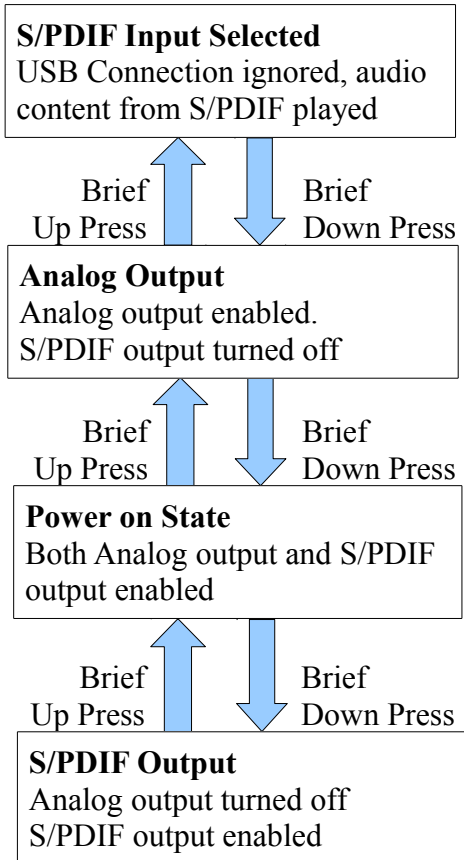 S/PDIF Input Selected
USB Connection ignored, audio
content from S/PDIF played
Brief
Up Press
Brief
Down Press
Analog Output
Analog output enabled.
S/PDIF output turned off
Brief
Up Press
Brief
Down Press
Power on State
Both Analog output and S/PDIF
output enabled
Brief
Up Press
Brief
Down Press
S/PDIF Output
Analog output turned off
S/PDIF output enabled